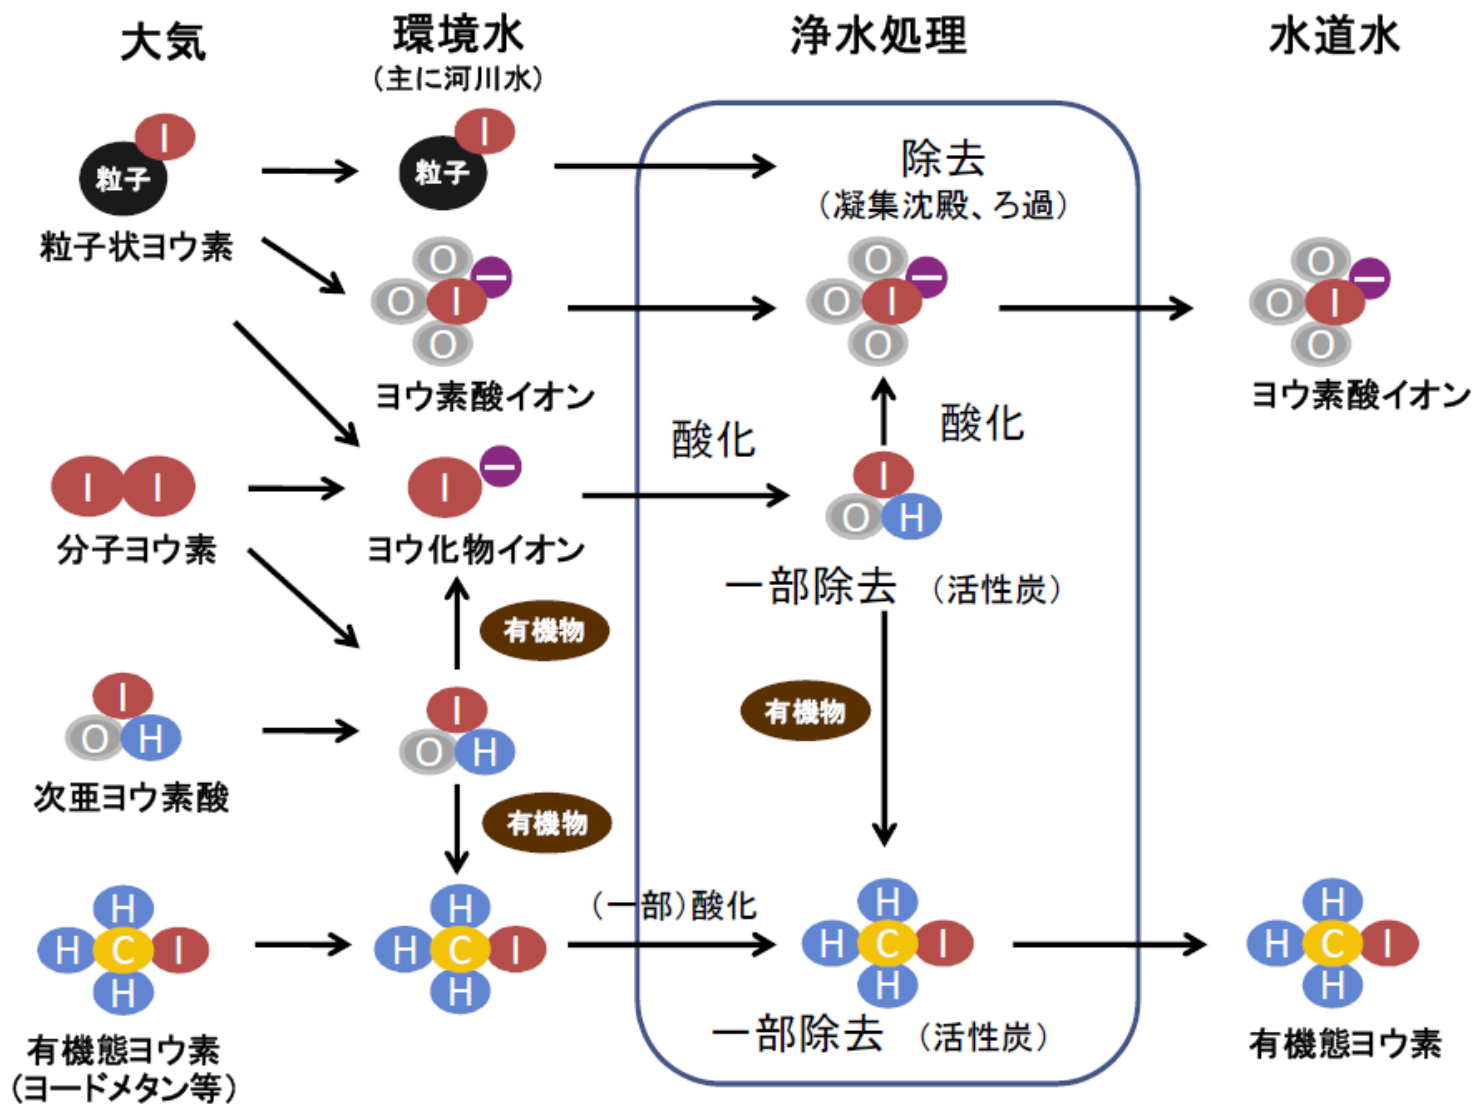 大気
環境水
(主に河川水)
浄水処理
水道水
I
粒子
粒子状ヨウ素
I
粒子
除去
(凝集沈殿、ろ過)
O
O I −
O
ヨウ素酸イオン
O
O I −
O
O
O I −
O
ヨウ素酸イオン
I I
分子ヨウ素
I −
ヨウ化物イオン
酸化
酸化
I
O H
一部除去 (活性炭)
有機物
有機物
I
O H
次亜ヨウ素酸
I
O H
有機物
H
H C I
H
有機態ヨウ素
(ヨードメタン等)
H
H C I
H
(一部)酸化
H
H C I
H
一部除去 (活性炭)
H
H C I
H
有機態ヨウ素